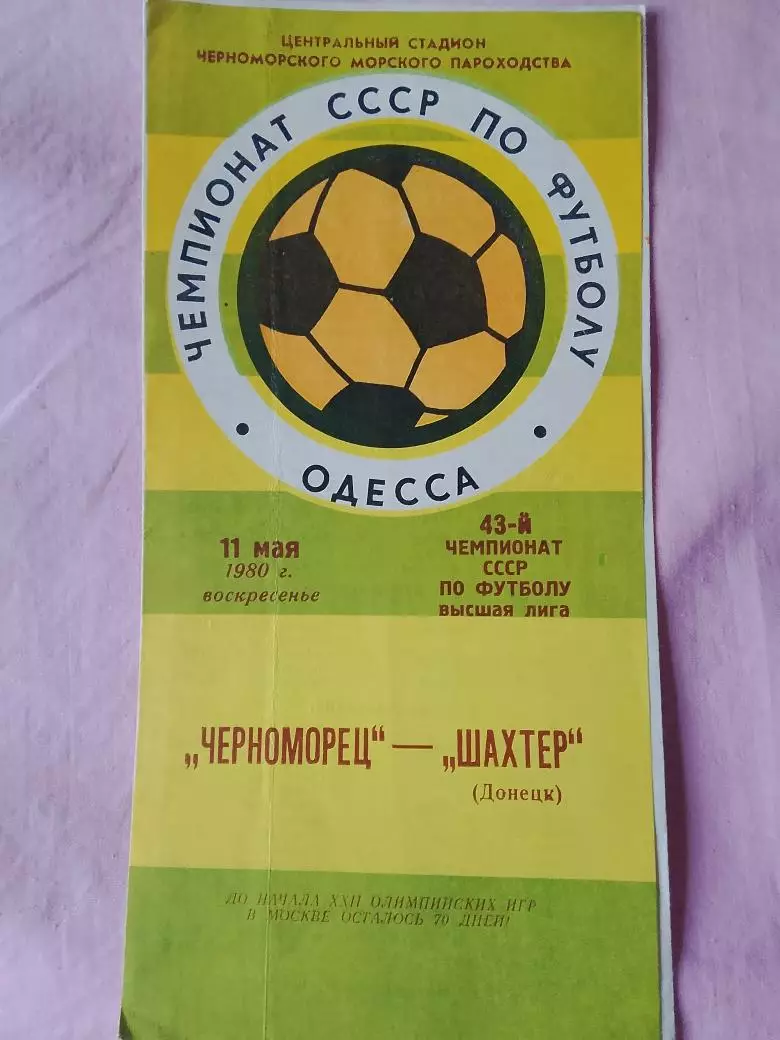 ЦЕНТРАЛЬНЫЙ СТАДИОН
ЧЕРНОМОРСКОГО МОРСКОГО ПАРОХОДСТВА
ЧЕМПИОНАТ СССР ПО ФУТБОЛУ
• ОДЕССА •
11 мая
1980 г.
воскресенье
43-й
ЧЕМПИОНАТ
СССР
ПО ФУТБОЛУ
высшая лига
„ЧЕРНОМОРЕЦ“ — „ШАХТЕР“
(Донецк)
ДО НАЧАЛА XXII ОЛИМПИЙСКИХ ИГР
В МОСКВЕ ОСТАЛОСЬ 70 ДНЕЙ!